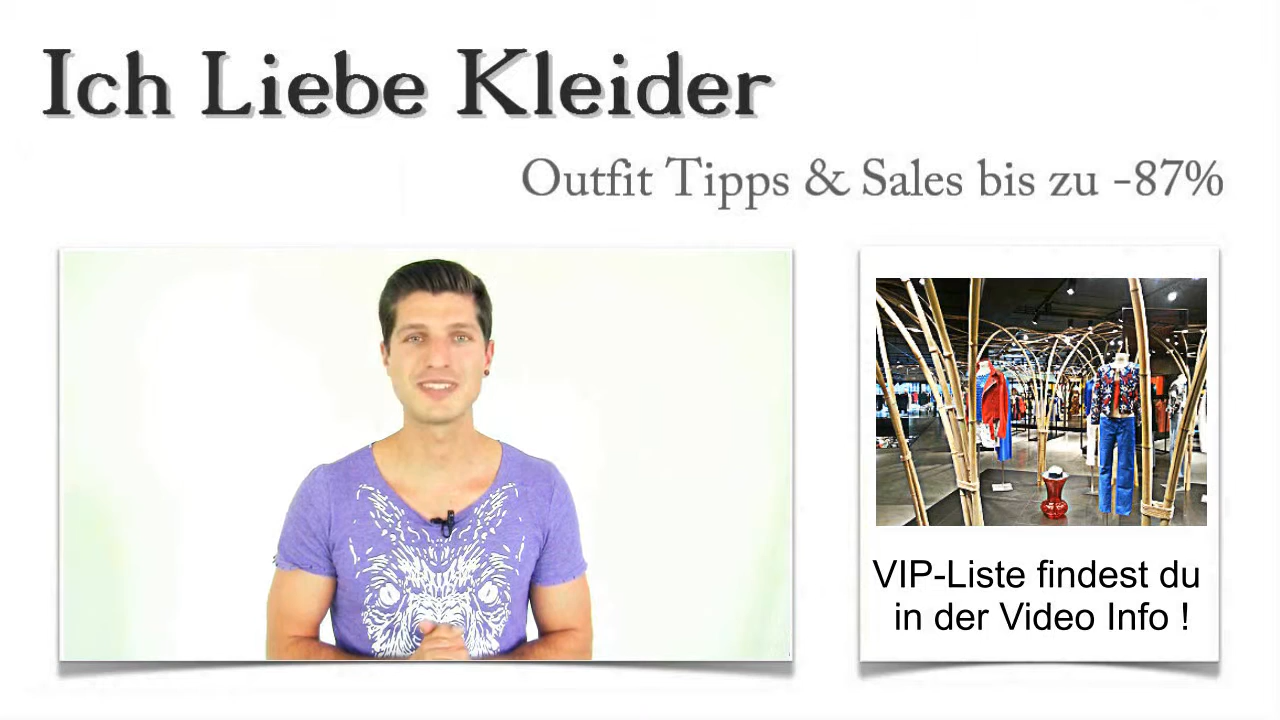 Ich Liebe Kleider
Outfit Tipps & Sales bis zu -87%
VIP-Liste findest du
in der Video Info !